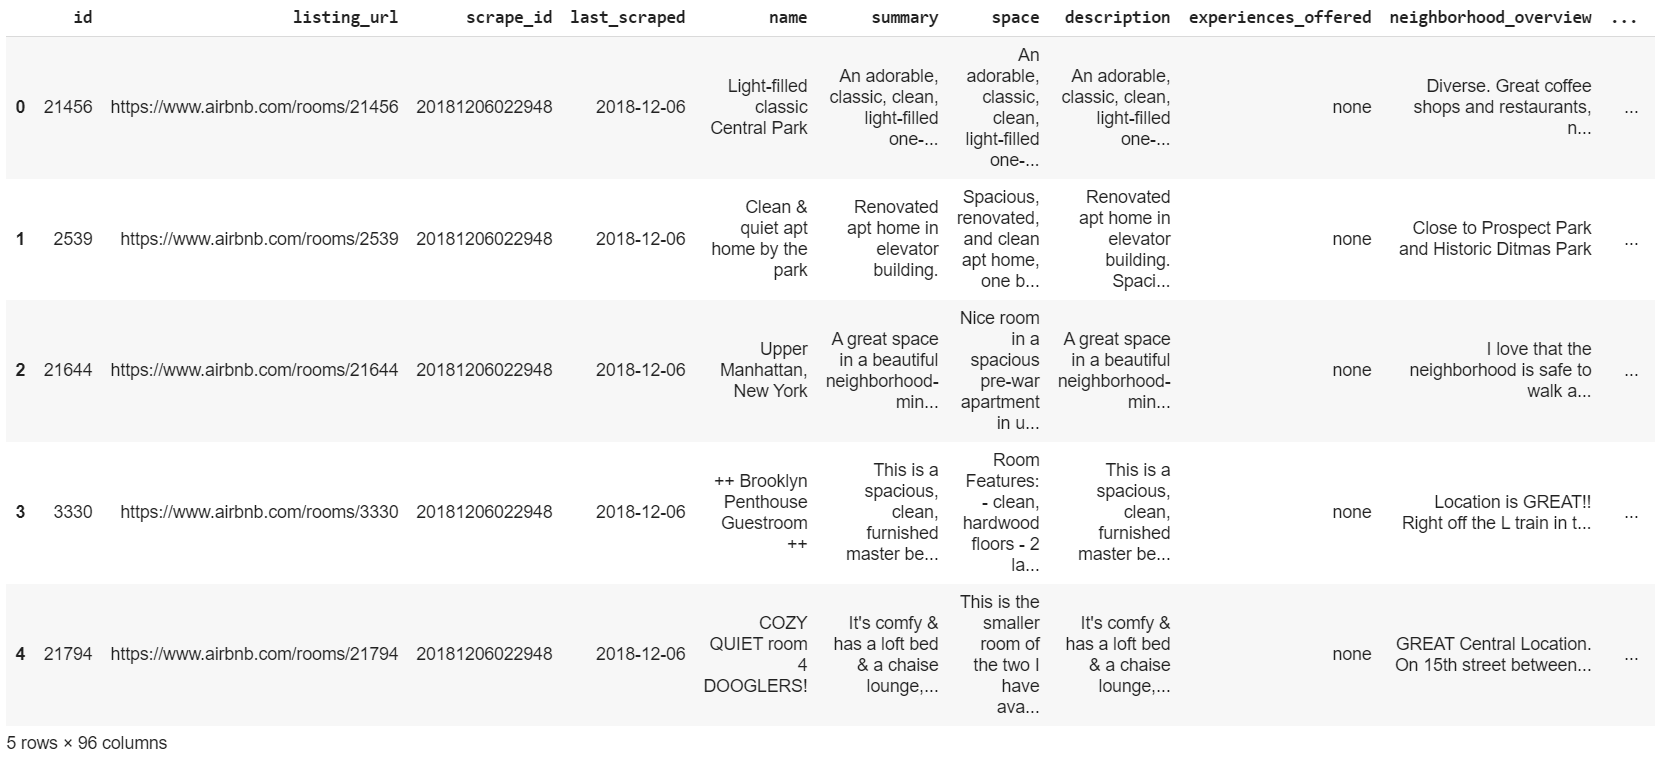 id listing_url scrape_id last_scraped name summary space description experiences_offered neighborhood_overview ...
0 21456 https://www.airbnb.com/rooms/21456 20181206022948 2018-12-06 Light-filled classic Central Park An adorable, classic, clean, light-filled one-... An adorable, classic, clean, light-filled one-... An adorable, classic, clean, light-filled one-... none Diverse. Great coffee shops and restaurants, n... ...
1 2539 https://www.airbnb.com/rooms/2539 20181206022948 2018-12-06 Clean & quiet apt home by the park Renovated apt home in elevator building. Spacious, renovated, and clean apt home, one b... Renovated apt home in elevator building. Spaci... none Close to Prospect Park and Historic Ditmas Park ...
2 21644 https://www.airbnb.com/rooms/21644 20181206022948 2018-12-06 Upper Manhattan, New York A great space in a beautiful neighborhood- min... Nice room in a spacious pre-war apartment in u... A great space in a beautiful neighborhood- min... none I love that the neighborhood is safe to walk a... ...
3 3330 https://www.airbnb.com/rooms/3330 20181206022948 2018-12-06 ++ Brooklyn Penthouse Guestroom ++ This is a spacious, clean, furnished master be... Room Features: - clean, hardwood floors - 2 la... This is a spacious, clean, furnished master be... none Location is GREAT!! Right off the L train in t... ...
4 21794 https://www.airbnb.com/rooms/21794 20181206022948 2018-12-06 COZY QUIET room 4 DOOGLERS! It's comfy & has a loft bed & a chaise lounge,... This is the smaller room of the two I have ava... It's comfy & has a loft bed & a chaise lounge,... none GREAT Central Location. On 15th street between... ...
5 rows × 96 columns